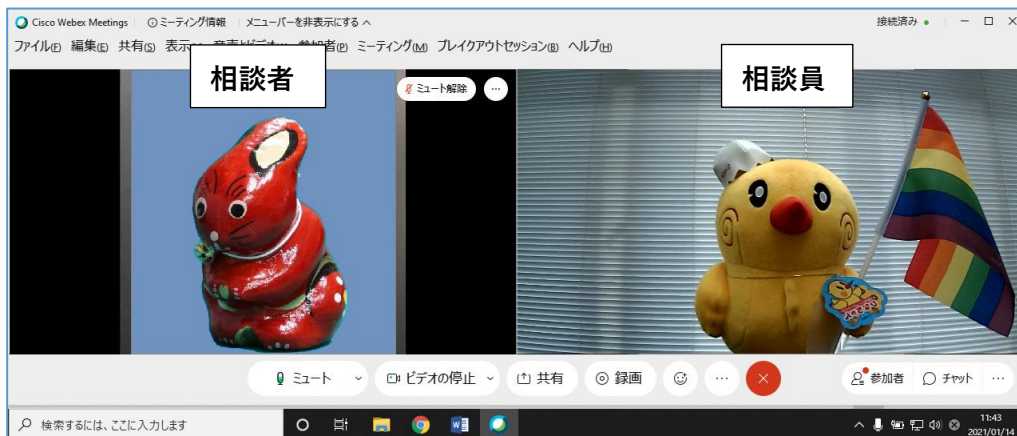 Cisco Webex Meetings ミーティング情報 メニューバーを非表示にする 接続済み
ファイル(F) 編集(E) 共有(S) 表示 参加者(P) ミーティング(M) ブレイクアウトセッション(B) ヘルプ(H)
相談者
ミュート解除
相談員
ミュート ビデオの停止 共有 録画 参加者 チャット
検索するには、ここに入力します
11:43
2021/01/14